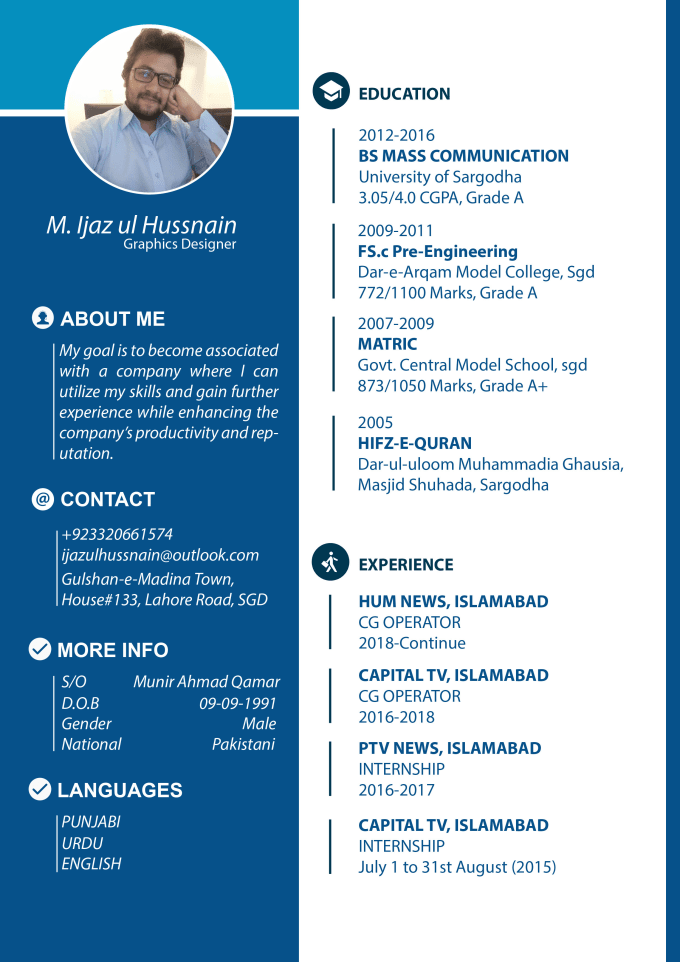 M. Ijaz ul Hussnain
Graphics Designer
ABOUT ME
My goal is to become associated
with a company where I can
utilize my skills and gain further
experience while enhancing the
company's productivity and rep-
utation.
@ CONTACT
+923320661574
ijazulhussnain@outlook.com
Gulshan-e-Madina Town,
House#133, Lahore Road, SGD
MORE INFO
S/O Munir Ahmad Qamar
D.O.B 09-09-1991
Gender Male
National Pakistani
LANGUAGES
PUNJABI
URDU
ENGLISH
EDUCATION
2012-2016
BS MASS COMMUNICATION
University of Sargodha
3.05/4.0 CGPA, Grade A
2009-2011
FS.c Pre-Engineering
Dar-e-Arqam Model College, Sgd
772/1100 Marks, Grade A
2007-2009
MATRIC
Govt. Central Model School, sgd
873/1050 Marks, Grade A+
2005
HIFZ-E-QURAN
Dar-ul-uloom Muhammadia Ghausia,
Masjid Shuhada, Sargodha
EXPERIENCE
HUM NEWS, ISLAMABAD
CG OPERATOR
2018-Continue
CAPITAL TV, ISLAMABAD
CG OPERATOR
2016-2018
PTV NEWS, ISLAMABAD
INTERNSHIP
2016-2017
CAPITAL TV, ISLAMABAD
INTERNSHIP
July 1 to 31st August (2015)